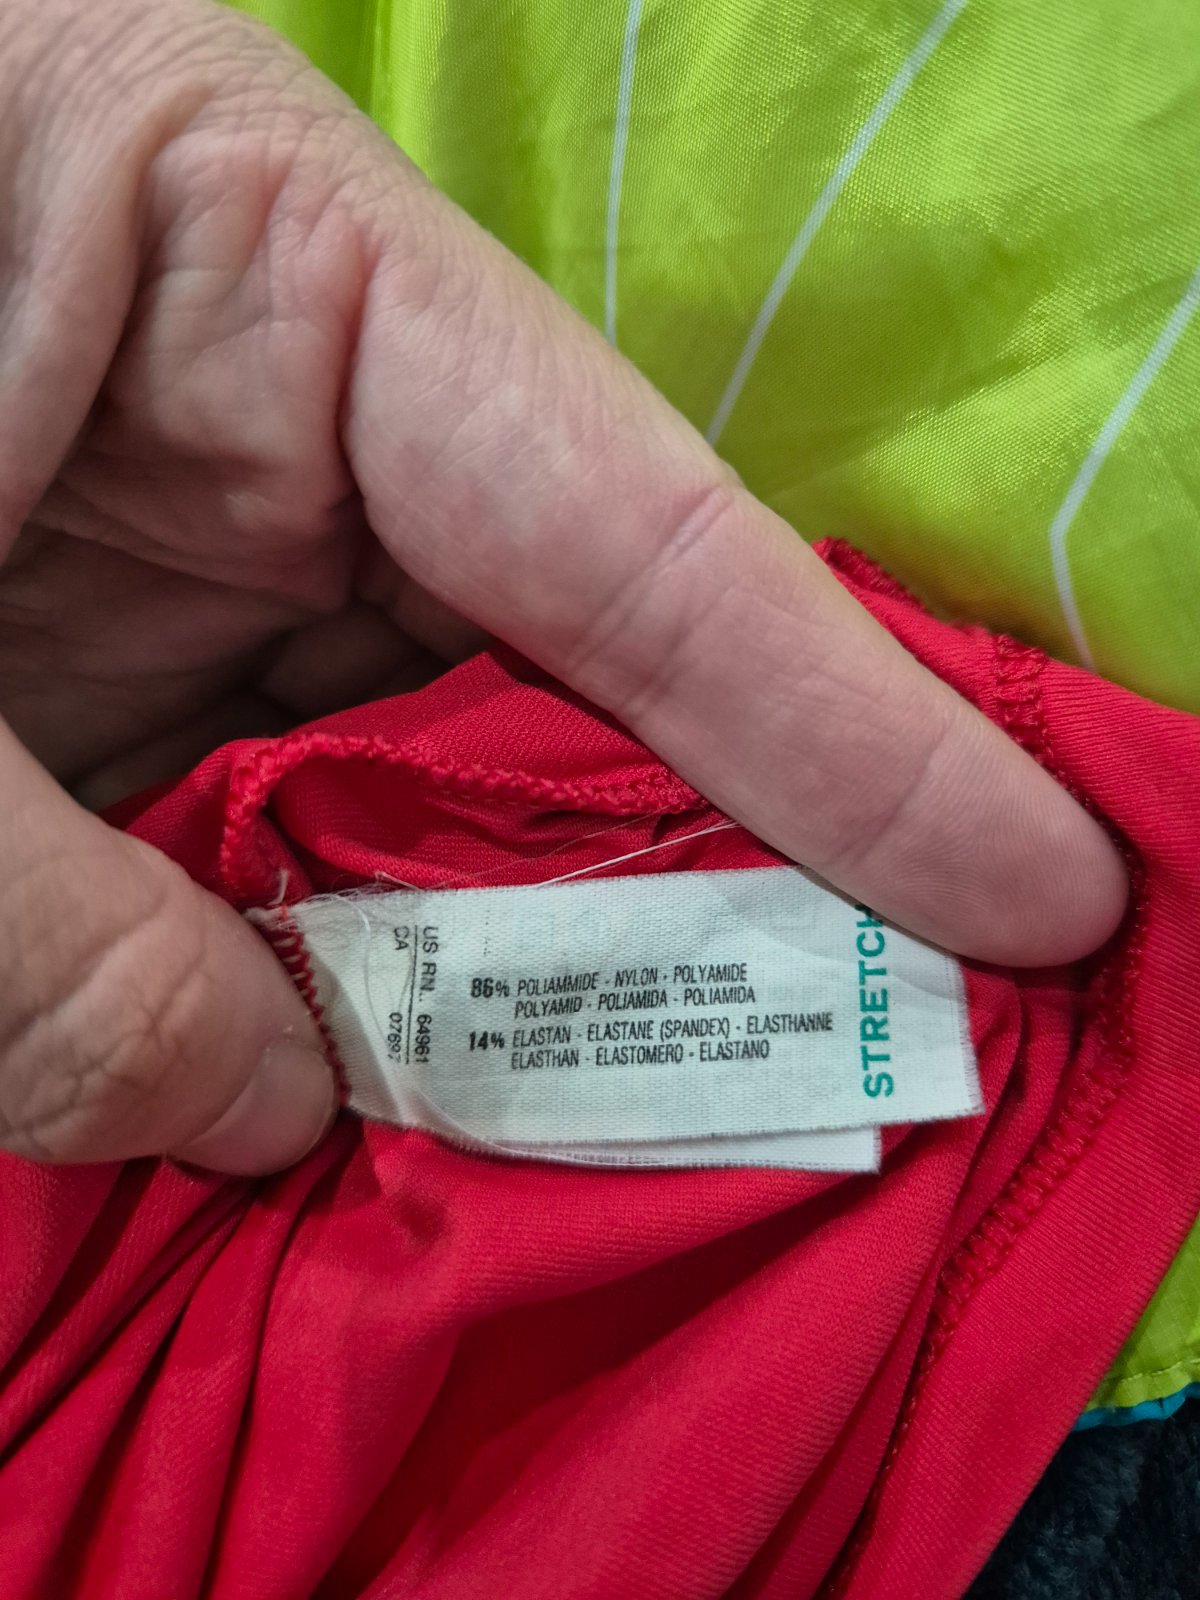 86% POLIAMMIDE - NYLON - POLYAMIDE
POLYAMID - POLIAMIDA - POLIAMIDA
14% ELASTAN - ELASTANE (SPANDEX) - ELASTHANNE
ELASTHAN - ELASTOMERO - ELASTANO
STRETCH
US RN.. 64961
CA